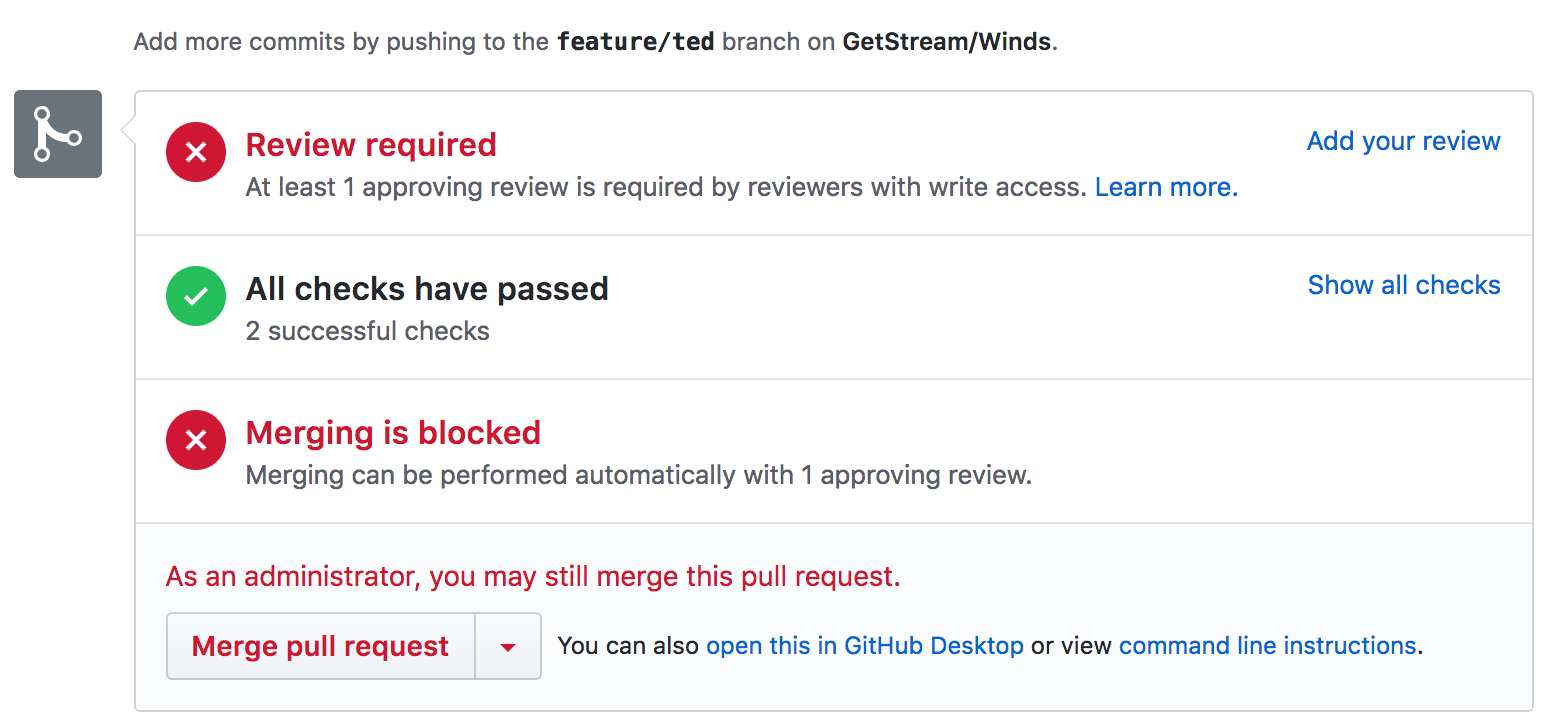 Add more commits by pushing to the feature/ted branch on GetStream/Winds.
Review required
Add your review
At least 1 approving review is required by reviewers with write access. Learn more.
All checks have passed
Show all checks
2 successful checks
Merging is blocked
Merging can be performed automatically with 1 approving review.
As an administrator, you may still merge this pull request.
Merge pull request
You can also open this in GitHub Desktop or view command line instructions.